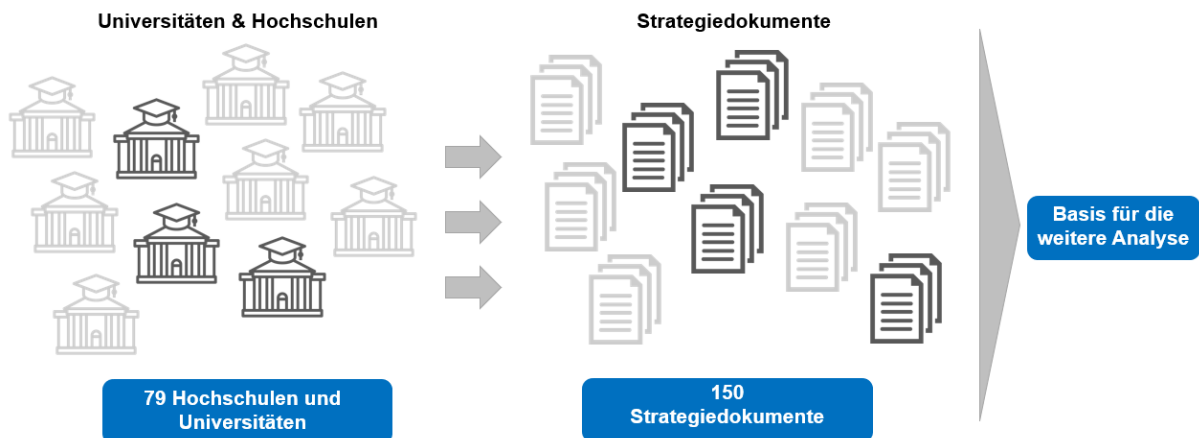 Universitäten & Hochschulen
Strategiedokumente
Basis für die
weitere Analyse
79 Hochschulen und
Universitäten
150
Strategiedokumente